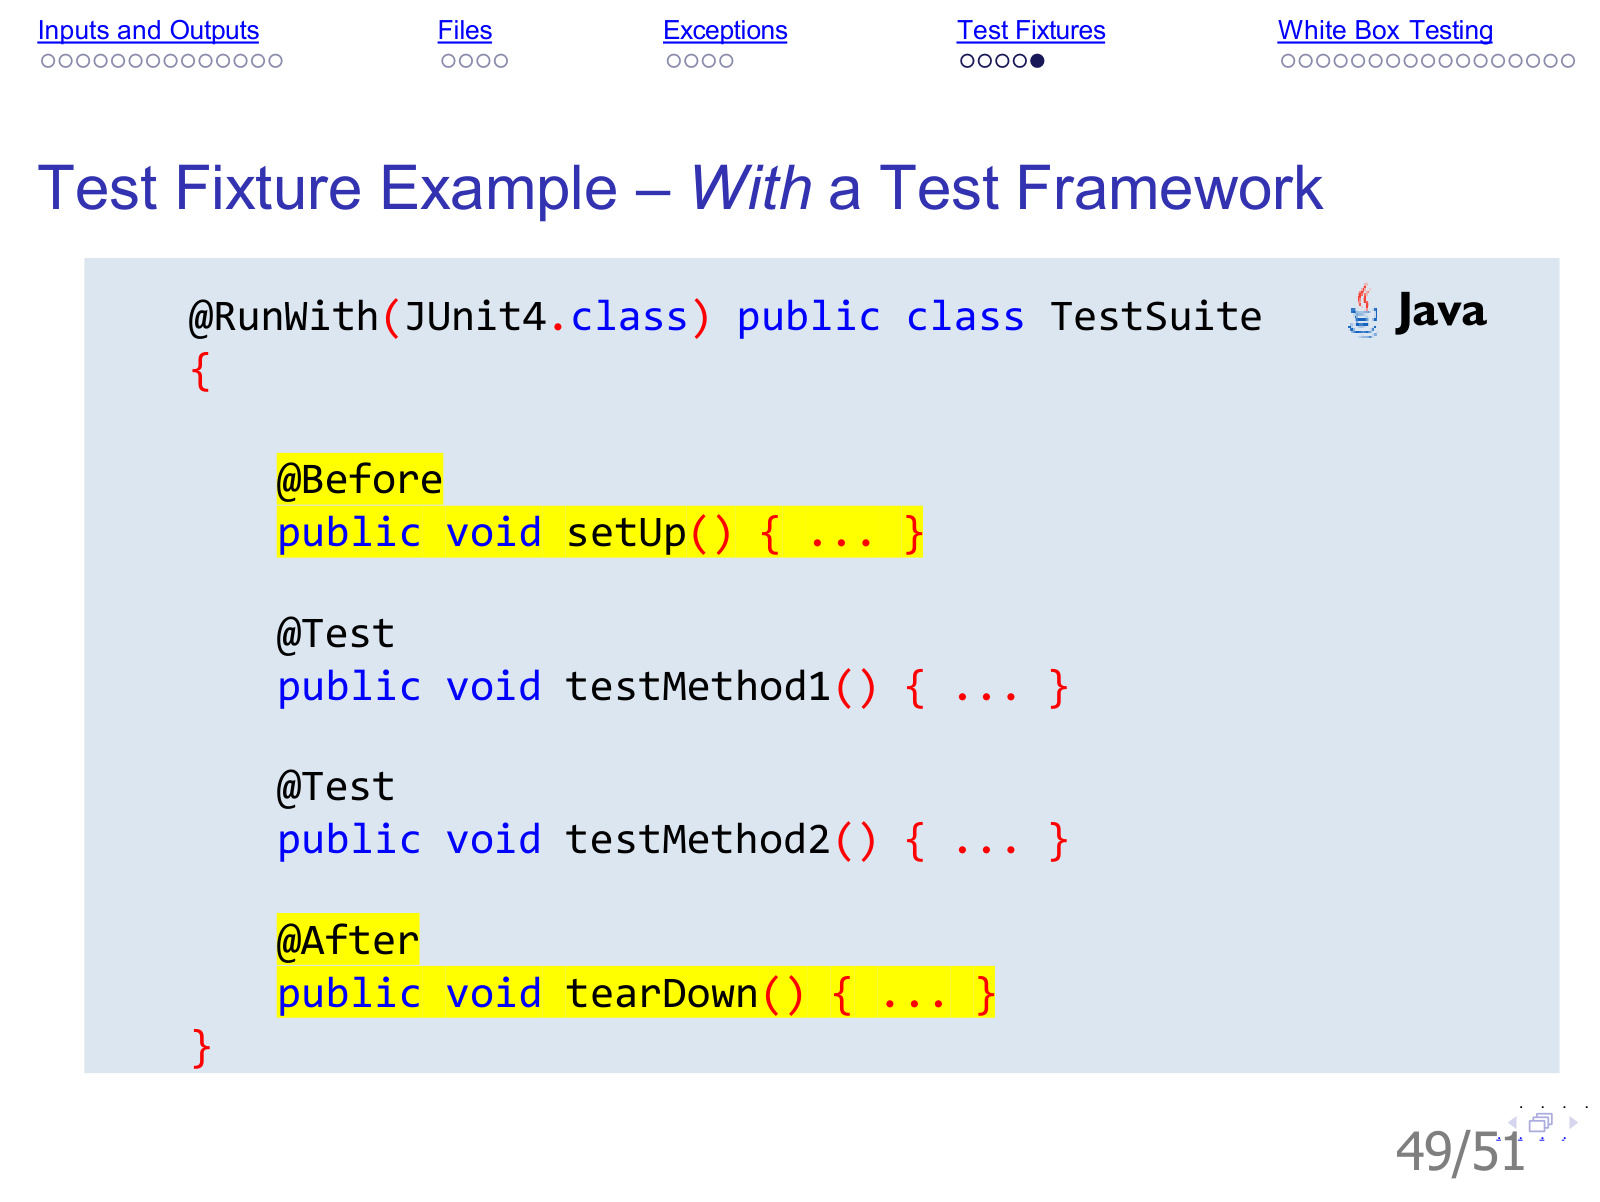 Inputs and Outputs Files Exceptions Test Fixtures White Box Testing
Test Fixture Example – With a Test Framework
@RunWith(JUnit4.class) public class TestSuite
Java
{
@Before
public void setUp() { ... }
@Test
public void testMethod1() { ... }
@Test
public void testMethod2() { ... }
@After
public void tearDown() { ... }
}
49/51